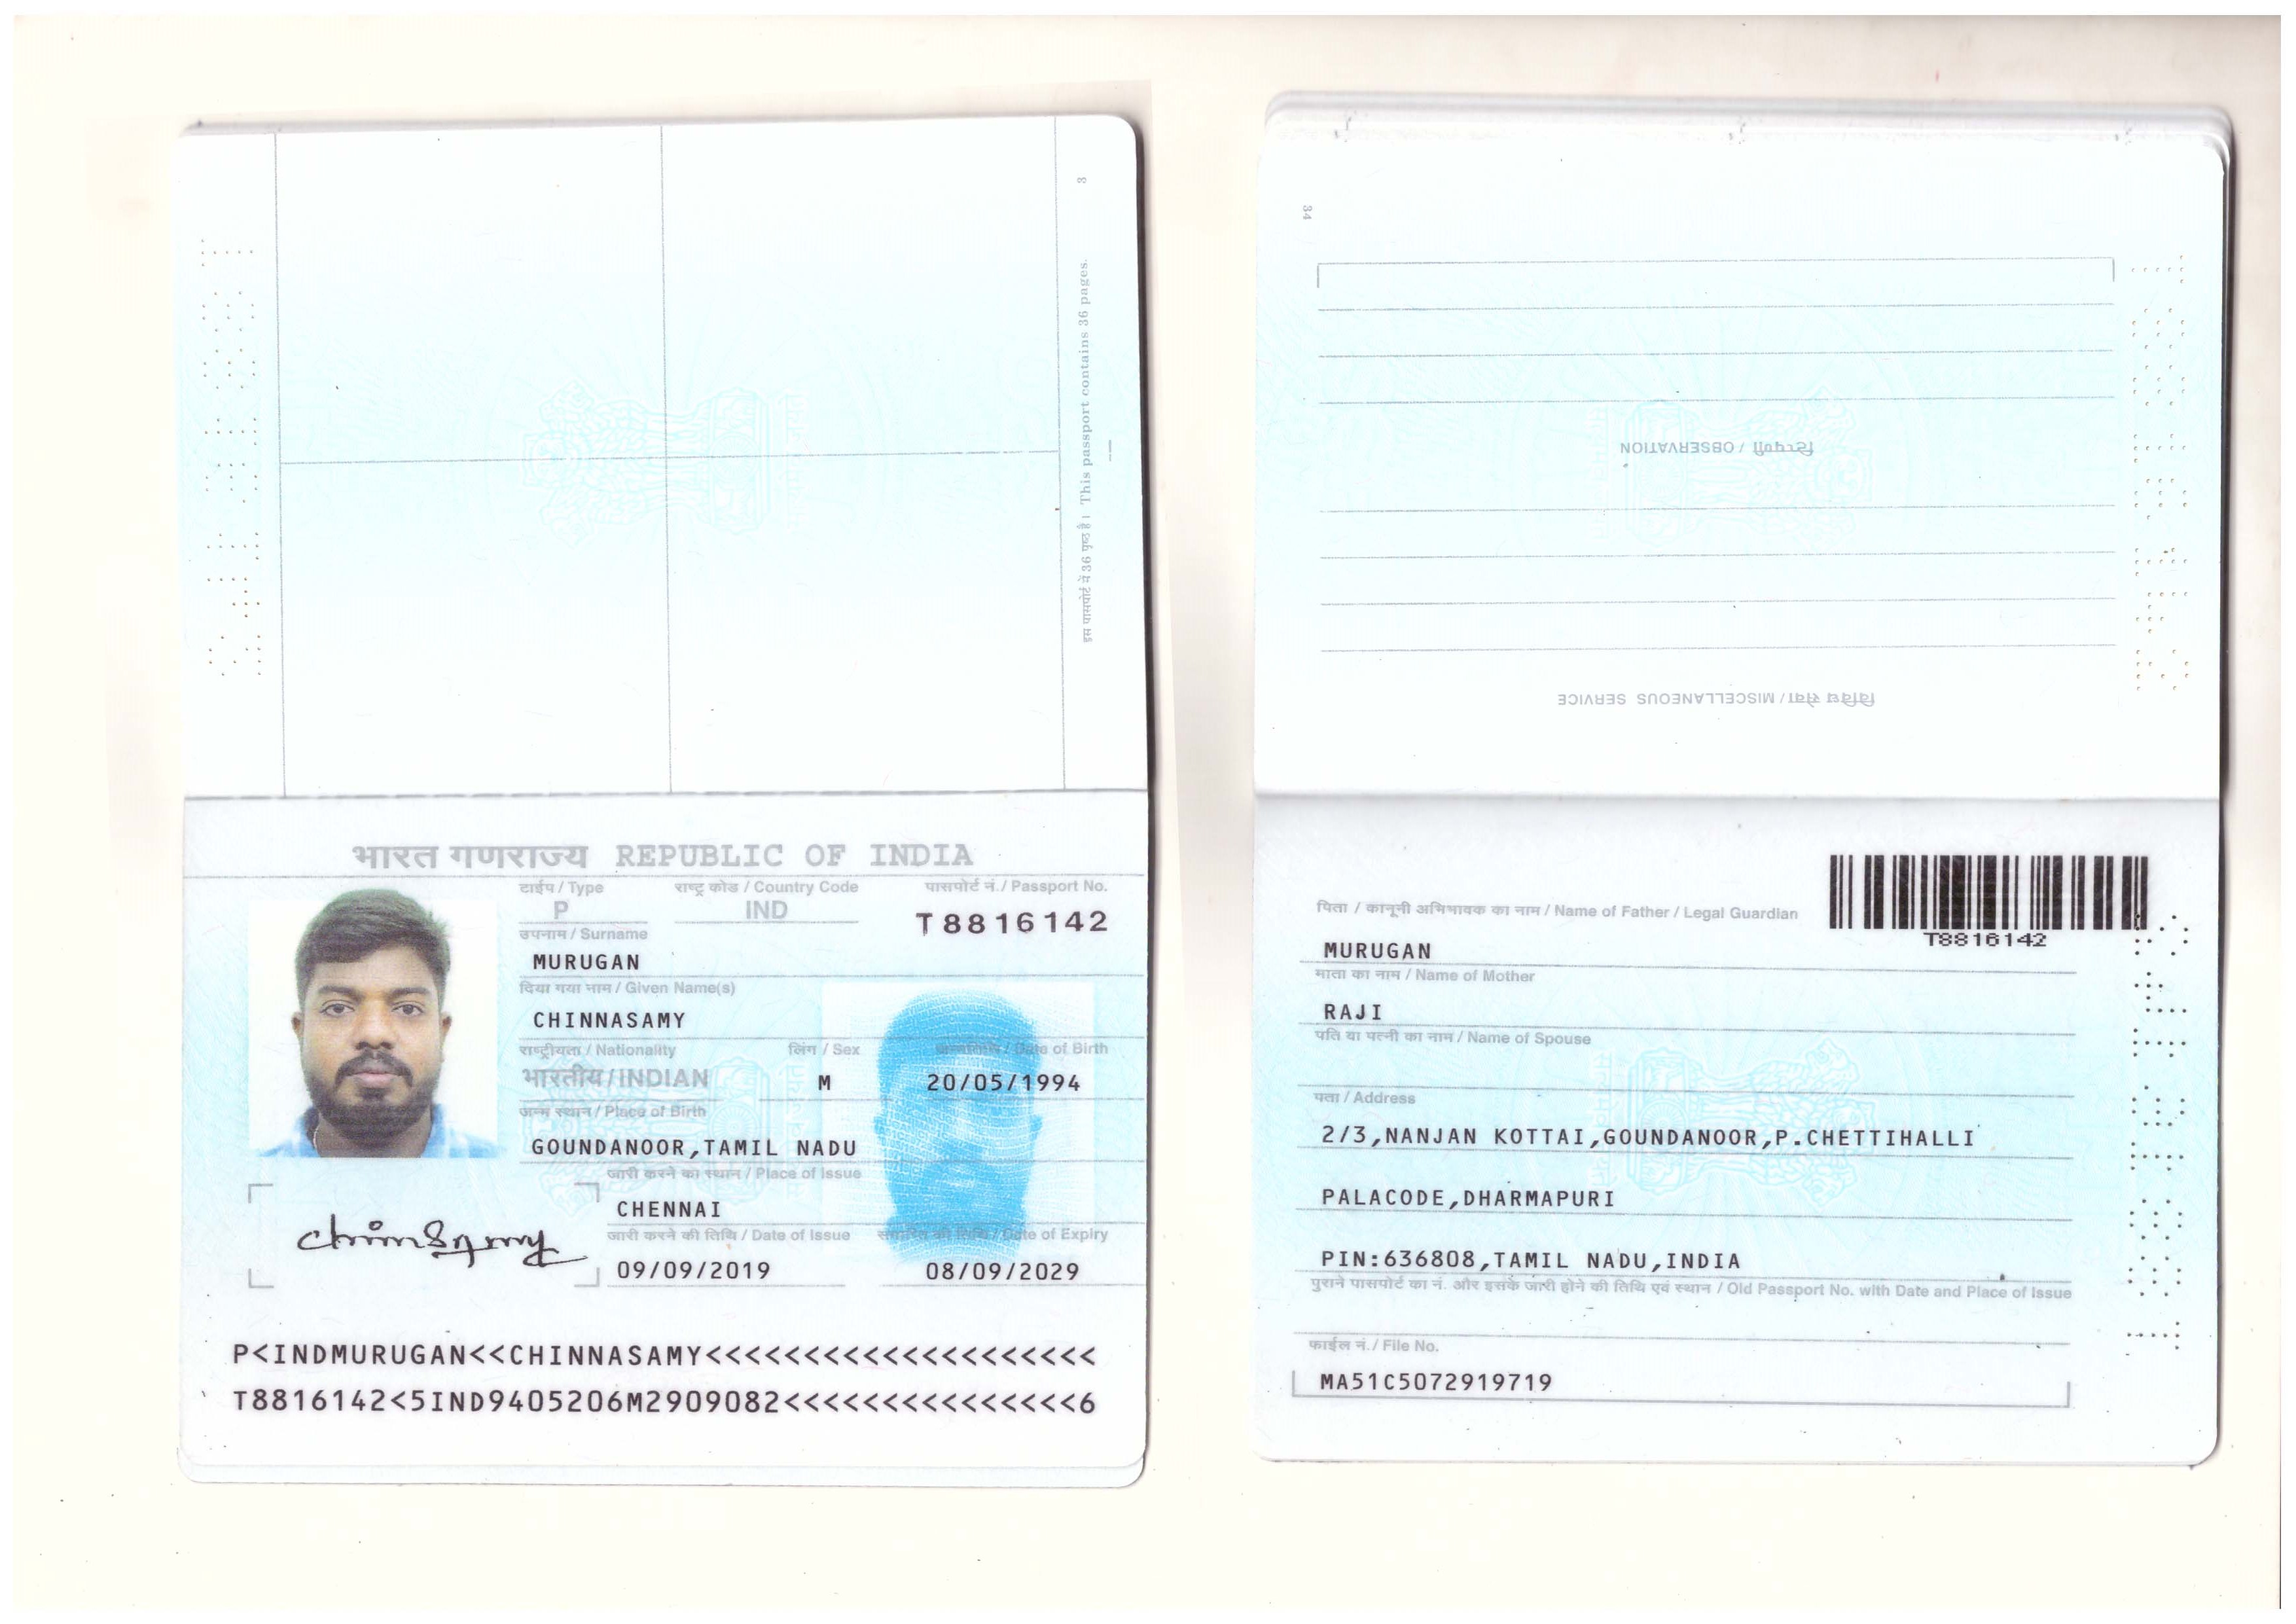 3
इस पासपोर्ट में 36 पृष्ठ हैं। This passport contains 36 pages.
भारत गणराज्य REPUBLIC OF INDIA
टाईप / Type
राष्ट्र कोड / Country Code
पासपोर्ट नं. / Passport No.
P
IND
T8816142
उपनाम / Surname
MURUGAN
दिया गया नाम / Given Name(s)
CHINNASAMY
राष्ट्रीयता / Nationality
लिंग / Sex
जन्मतिथि / Date of Birth
भारतीय / INDIAN
M
20/05/1994
जन्म स्थान / Place of Birth
GOUNDANOOR,TAMIL NADU
जारी करने का स्थान / Place of Issue
CHENNAI
जारी करने की तिथि / Date of Issue
समाप्ति की तिथि / Date of Expiry
09/09/2019
08/09/2029
chinnsamy
P<INDMURUGAN<<CHINNASAMY<<<<<<<<<<<<<<<<<<<<
T8816142<5IND9405206M2909082<<<<<<<<<<<<<<<6
34
टिप्पणी / OBSERVATION
विविध सेवा / MISCELLANEOUS SERVICE
पिता / कानूनी अभिभावक का नाम / Name of Father / Legal Guardian
T8816142
MURUGAN
माता का नाम / Name of Mother
RAJI
पति या पत्नी का नाम / Name of Spouse
पता / Address
2/3,NANJAN KOTTAI,GOUNDANOOR,P.CHETTIHALLI
PALACODE,DHARMAPURI
PIN:636808,TAMIL NADU,INDIA
पुराने पासपोर्ट का नं. और इसके जारी होने की तिथि एवं स्थान / Old Passport No. with Date and Place of Issue
फाईल नं. / File No.
MA51C5072919719